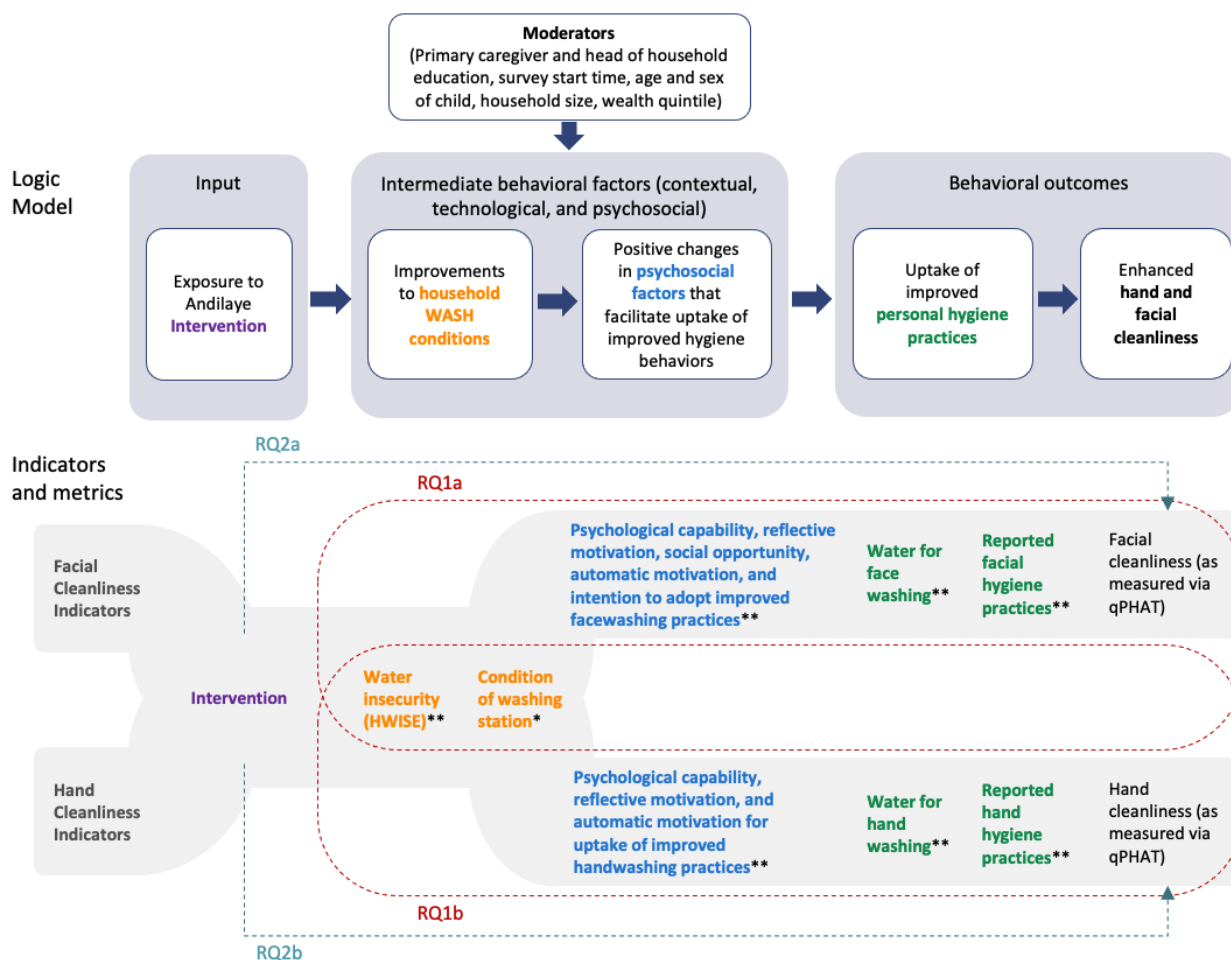 Moderators
(Primary caregiver and head of household
education, survey start time, age and sex
of child, household size, wealth quintile)
Logic
Model
Input
Exposure to
Andilaye
Intervention
Intermediate behavioral factors (contextual,
technological, and psychosocial)
Improvements
to household
WASH
conditions
Positive changes
in psychosocial
factors that
facilitate uptake of
improved hygiene
behaviors
Behavioral outcomes
Uptake of
improved
personal hygiene
practices
Enhanced
hand and
facial
cleanliness
RQ2a
Indicators
and metrics
RQ1a
Facial
Cleanliness
Indicators
Psychological capability, reflective
motivation, social opportunity,
automatic motivation, and
intention to adopt improved
facewashing practices**
Water for
face
washing**
Reported
facial
hygiene
practices**
Facial
cleanliness (as
measured via
qPHAT)
Intervention
Water
insecurity
(HWISE)**
Condition
of washing
station*
Hand
Cleanliness
Indicators
Psychological capability,
reflective motivation, and
automatic motivation for
uptake of improved
handwashing practices**
Water for
hand
washing**
Reported
hand
hygiene
practices**
Hand
cleanliness (as
measured via
qPHAT)
RQ1b
RQ2b